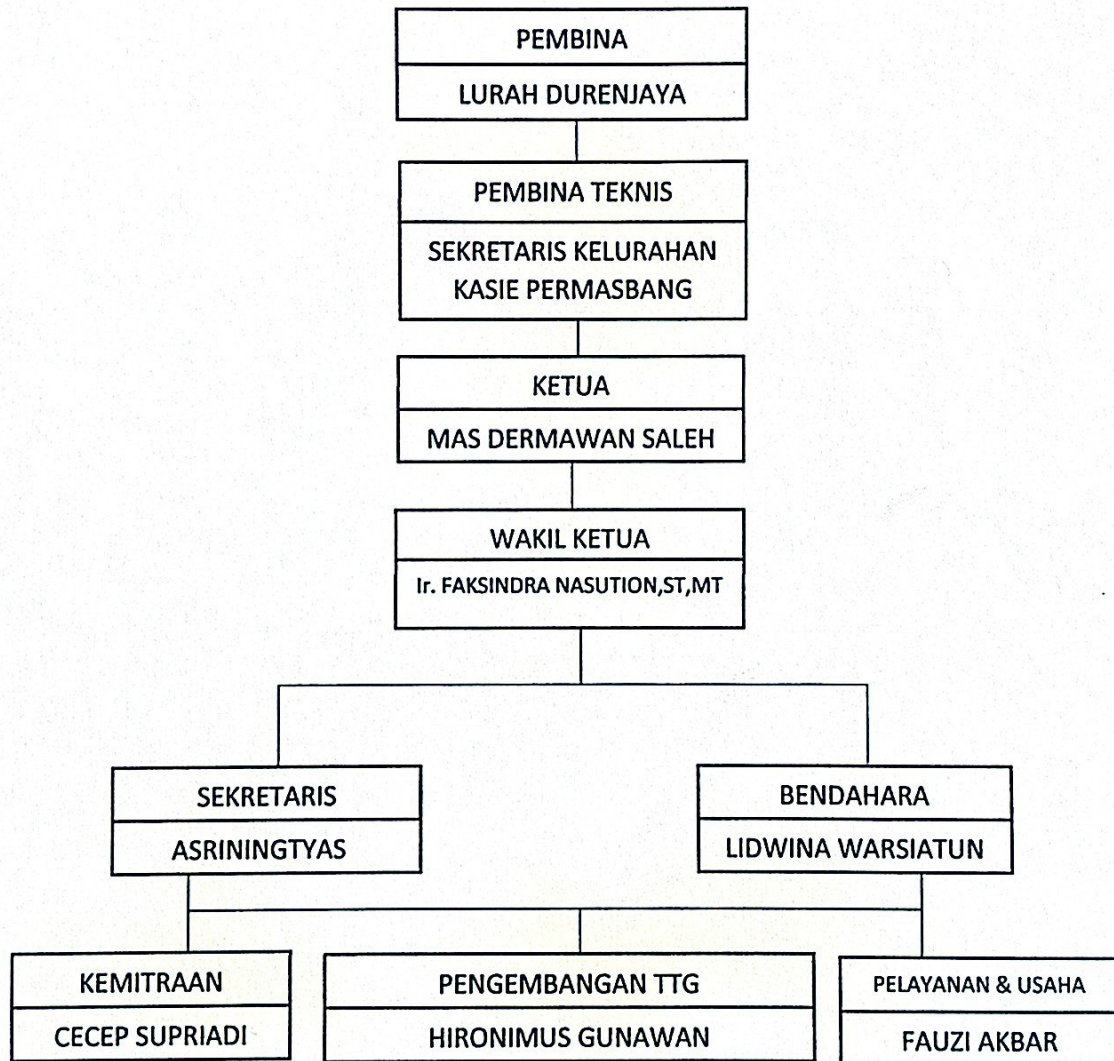 PEMBINA
LURAH DURENJAYA
PEMBINA TEKNIS
SEKRETARIS KELURAHAN
KASIE PERMASBANG
KETUA
MAS DERMAWAN SALEH
WAKIL KETUA
Ir. FAKSINDRA NASUTION,ST,MT
SEKRETARIS
ASRININGTYAS
BENDAHARA
LIDWINA WARSIATUN
KEMITRAAN
CECEP SUPRIADI
PENGEMBANGAN TTG
HIRONIMUS GUNAWAN
PELAYANAN & USAHA
FAUZI AKBAR